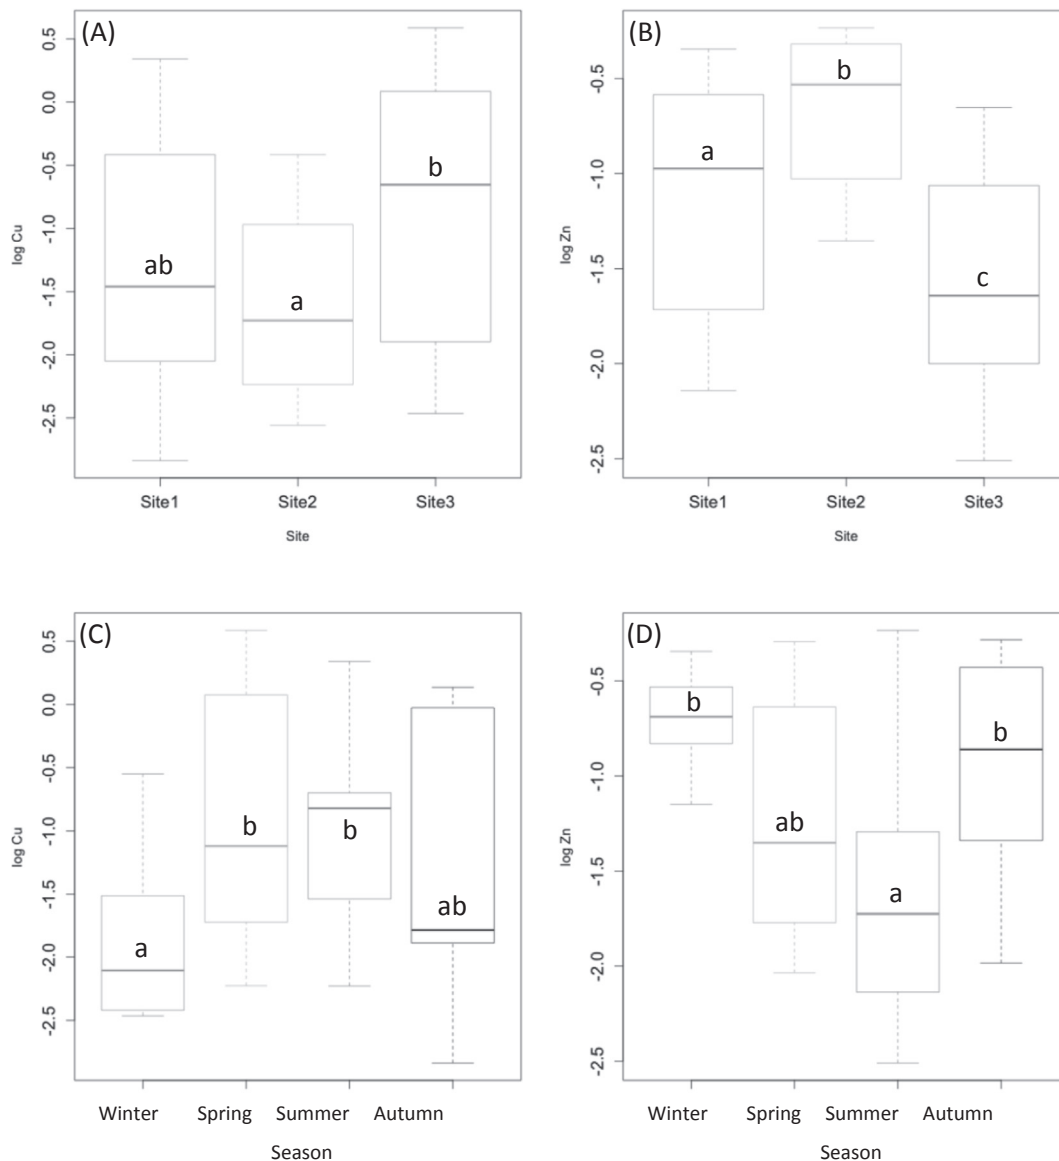 (A)
log Cu
0.5
0.0
-0.5
-1.0
-1.5
-2.0
-2.5
ab
a
b
Site1 Site2 Site3
Site
(B)
log Zn
-0.5
-1.0
-1.5
-2.0
-2.5
a
b
c
Site1 Site2 Site3
Site
(C)
log Cu
0.5
0.0
-0.5
-1.0
-1.5
-2.0
-2.5
a
b
b
ab
Winter Spring Summer Autumn
Season
(D)
log Zn
-0.5
-1.0
-1.5
-2.0
-2.5
b
ab
a
b
Winter Spring Summer Autumn
Season